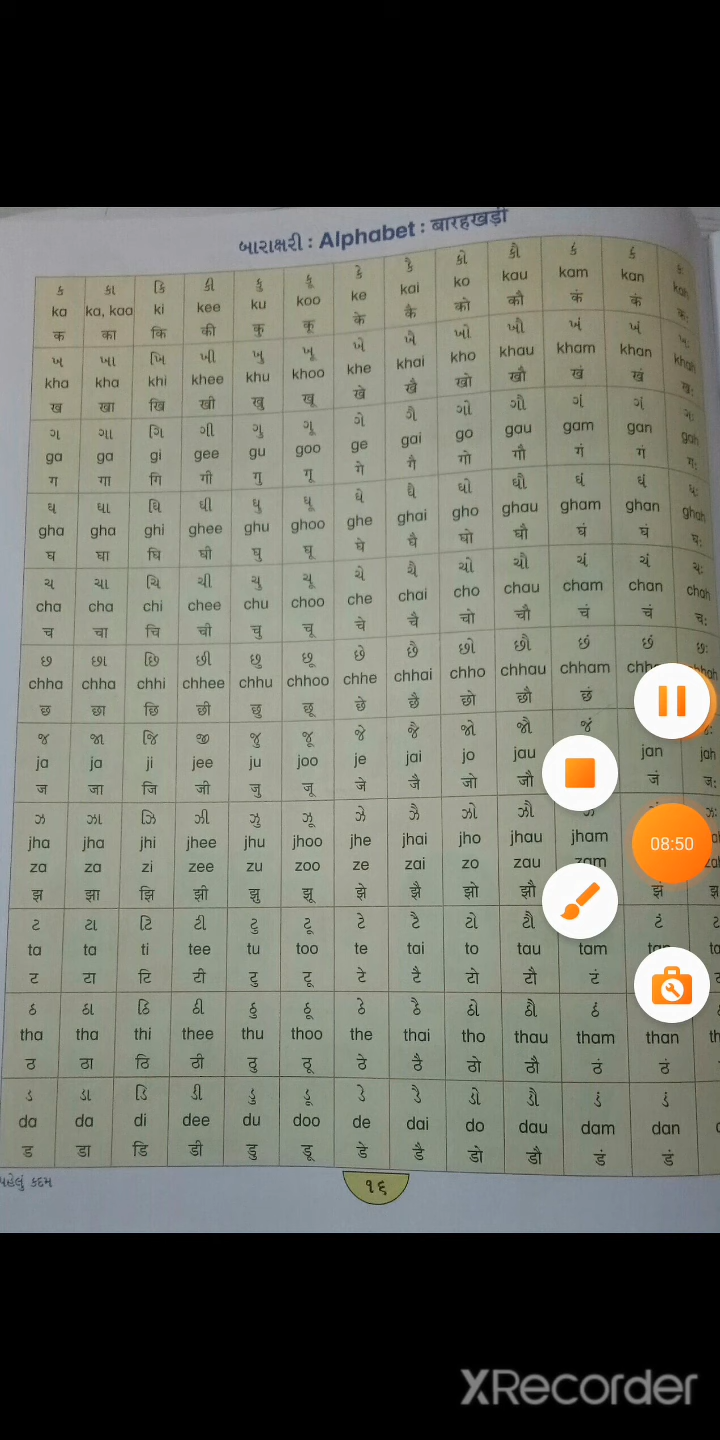 બારાક્ષરી : Alphabet : बारहखड़ी
ક કા કિ કી કુ કૂ કે કૈ કો કૌ કં કં કઃ
ka ka, kaa ki kee ku koo ke kai ko kau kam kan kah
क का कि की कु कू के कै को कौ कं कं कः
ખ ખા ખિ ખી ખુ ખૂ ખે ખૈ ખો ખૌ ખં ખં ખઃ
kha kha khi khee khu khoo khe khai kho khau kham khan khah
ख खा खि खी खु खू खे खै खो खौ खं खं खः
ગ ગા ગિ ગી ગુ ગૂ ગે ગૈ ગો ગૌ ગં ગં ગઃ
ga ga gi gee gu goo ge gai go gau gam gan gah
ग गा गि गी गु गू गे गै गो गौ गं गं गः
ઘ ઘા ઘિ ઘી ઘુ ઘૂ ઘે ઘૈ ઘો ઘૌ ઘં ઘં ઘઃ
gha gha ghi ghee ghu ghoo ghe ghai gho ghau gham ghan ghah
घ घा घि घी घु घू घे घै घो घौ घं घं घः
ચ ચા ચિ ચી ચુ ચૂ ચે ચૈ ચો ચૌ ચં ચં ચઃ
cha cha chi chee chu choo che chai cho chau cham chan chah
च चा चि ची चु चू चे चै चो चौ चं चं चः
છ છા છિ છી છુ છૂ છે છૈ છો છૌ છં છં છઃ
chha chha chhi chhee chhu chhoo chhe chhai chho chhau chham
छ छा छि छी छु छू छे छै छो छौ छं
જ જા જિ જી જુ જૂ જે જૈ જો જૌ જં
ja ja ji jee ju joo je jai jo jau jan jah
ज जा जि जी जु जू जे जै जो जौ जं जः
ઝ ઝા ઝિ ઝી ઝુ ઝૂ ઝે ઝૈ ઝો ઝૌ ઝઃ
jha jha jhi jhee jhu jhoo jhe jhai jho jhau jham
08:50
za za zi zee zu zoo ze zai zo zau zam
झ झा झि झी झु झू झे झै झो झौ झं
ટ ટા ટિ ટી ટુ ટૂ ટે ટૈ ટો ટૌ ટં
ta ta ti tee tu too te tai to tau tam
ट टा टि टी टु टू टे टै टो टौ टं
ઠ ઠા ઠિ ઠી ઠુ ઠૂ ઠે ઠૈ ઠો ઠૌ ઠં ઠં
tha tha thi thee thu thoo the thai tho thau tham than
ठ ठा ठि ठी ठु ठू ठे ठै ठो ठौ ठं ठं
ડ ડા ડિ ડી ડુ ડૂ ડે ડૈ ડો ડૌ ડં ડં
da da di dee du doo de dai do dau dam dan
ड डा डि डी डु डू डे डै डो डौ डं डं
પહેલું કદમ
૧૬
XRecorder